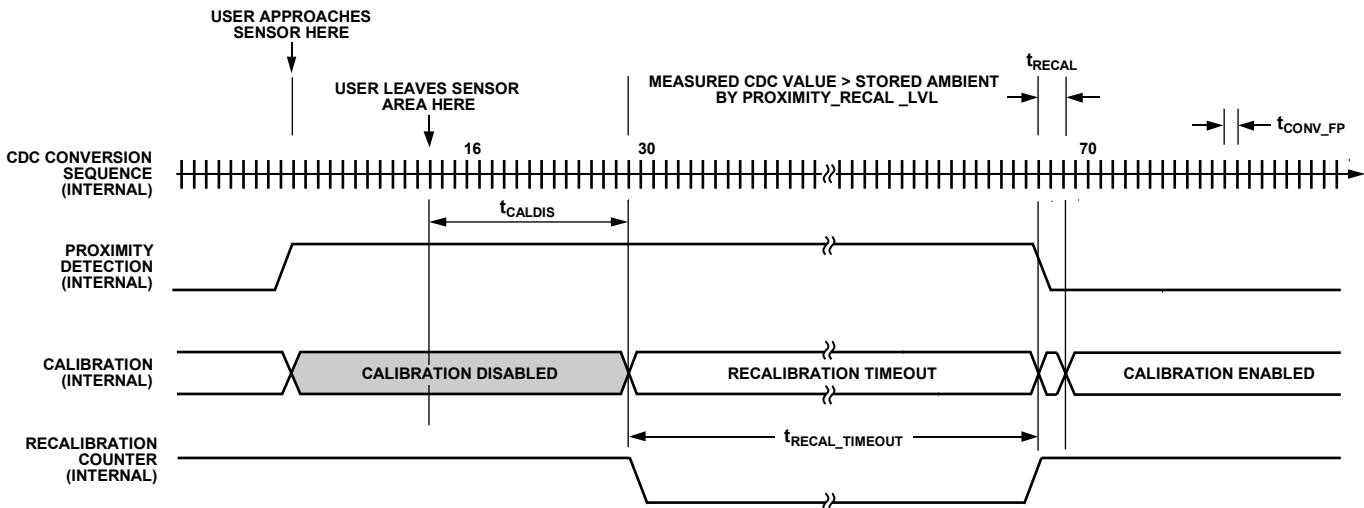 USER APPROACHES
SENSOR HERE
USER LEAVES SENSOR
AREA HERE
MEASURED CDC VALUE > STORED AMBIENT
BY PROXIMITY_RECAL _LVL
tRECAL
tCONV_FP
CDC CONVERSION
SEQUENCE
(INTERNAL)
16
30
70
tCALDIS
PROXIMITY
DETECTION
(INTERNAL)
CALIBRATION
(INTERNAL)
CALIBRATION DISABLED
RECALIBRATION TIMEOUT
CALIBRATION ENABLED
RECALIBRATION
COUNTER
(INTERNAL)
tRECAL_TIMEOUT